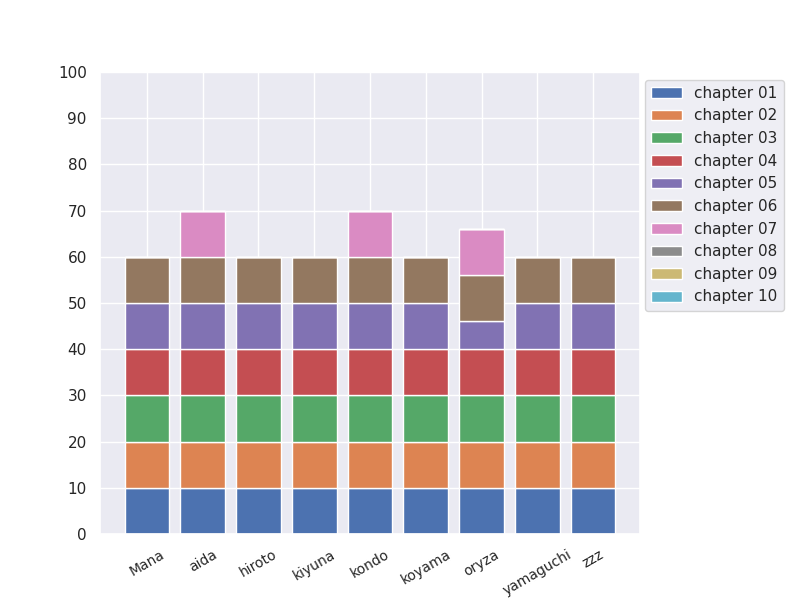 100
90
80
70
60
50
40
30
20
10
0
Mana
aida
hiroto
kiyuna
kondo
koyama
oryza
yamaguchi
zzz
chapter 01
chapter 02
chapter 03
chapter 04
chapter 05
chapter 06
chapter 07
chapter 08
chapter 09
chapter 10